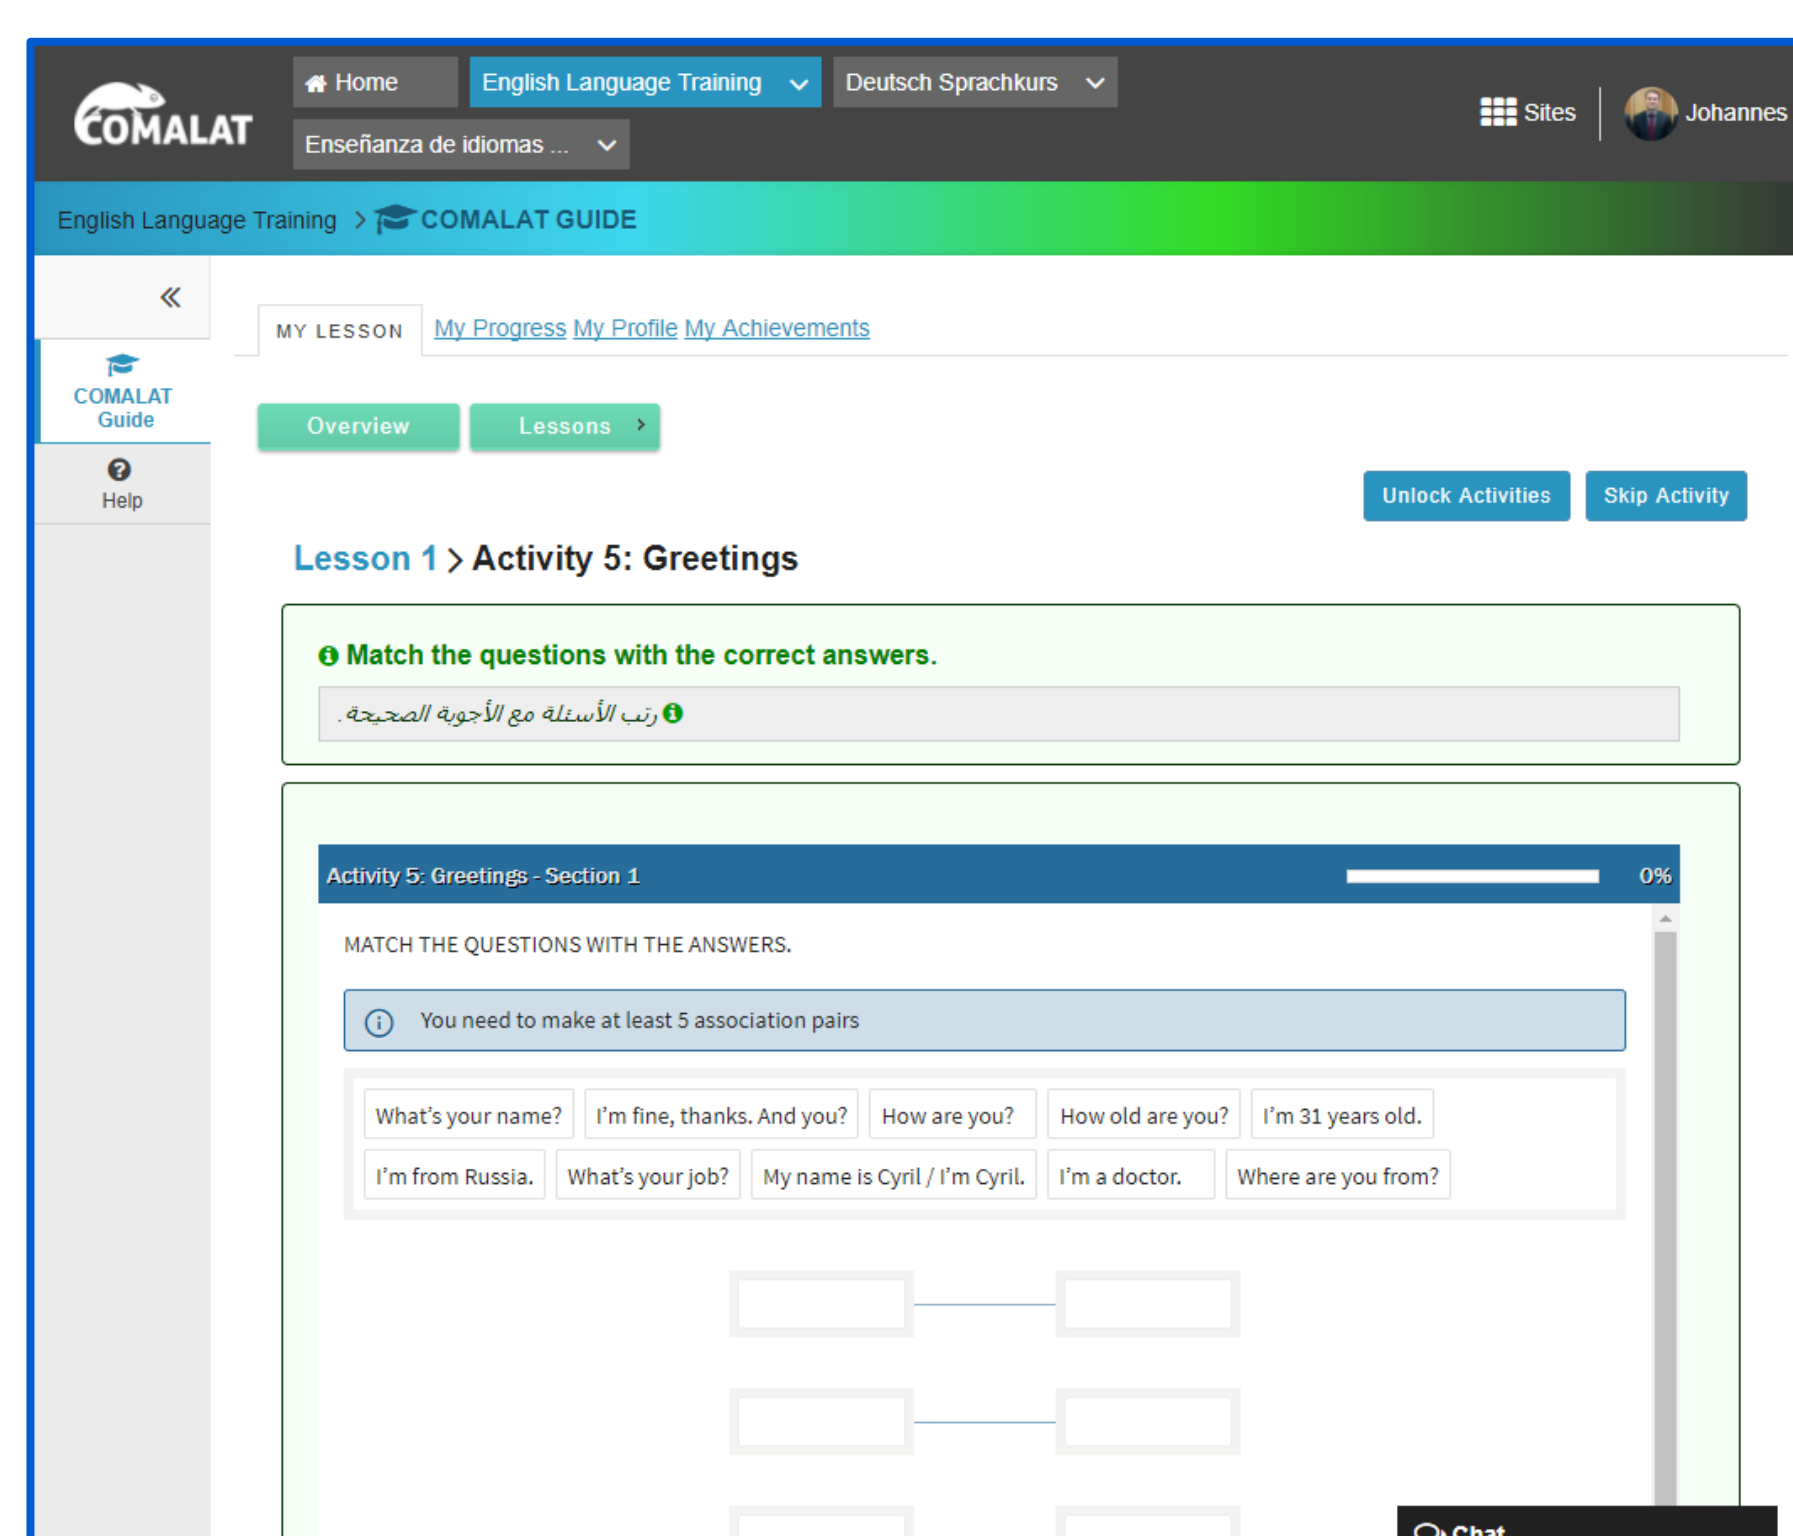 COMALAT
Home
English Language Training
Deutsch Sprachkurs
Enseñanza de idiomas ...
Sites
Johannes
English Language Training > COMALAT GUIDE
«
COMALAT
Guide
Help
MY LESSON My Progress My Profile My Achievements
Overview
Lessons >
Unlock Activities
Skip Activity
Lesson 1 > Activity 5: Greetings
Match the questions with the correct answers.
رتب الأسئلة مع الأجوبة الصحيحة.
Activity 5: Greetings - Section 1
0%
MATCH THE QUESTIONS WITH THE ANSWERS.
You need to make at least 5 association pairs
What’s your name?
I’m fine, thanks. And you?
How are you?
How old are you?
I’m 31 years old.
I’m from Russia.
What’s your job?
My name is Cyril / I’m Cyril.
I’m a doctor.
Where are you from?
Chat